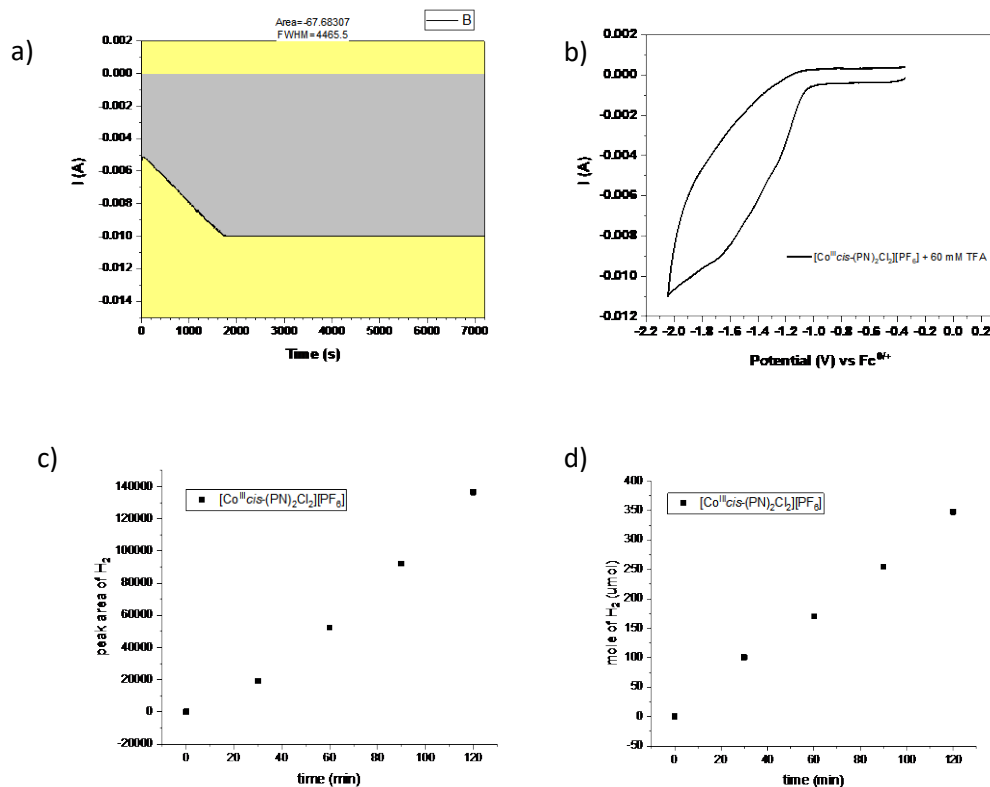 a)
Area=-67.68307
FWHM=4465.5
B
0.002
0.000
-0.002
-0.004
-0.006
-0.008
-0.010
-0.012
-0.014
I (A)
0 1000 2000 3000 4000 5000 6000 7000
Time (s)
b)
0.002
0.000
-0.002
-0.004
-0.006
-0.008
-0.010
-0.012
I (A)
[Co^III cis-(PN)₂Cl₂][PF₆] + 60 mM TFA
-2.2 -2.0 -1.8 -1.6 -1.4 -1.2 -1.0 -0.8 -0.6 -0.4 -0.2 0.0 0.2
Potential (V) vs Fc^0/+
c)
[Co^III cis-(PN)₂Cl₂][PF₆]
140000
120000
100000
80000
60000
40000
20000
0
-20000
peak area of H₂
0 20 40 60 80 100 120
time (min)
d)
[Co^III cis-(PN)₂Cl₂][PF₆]
400
350
300
250
200
150
100
50
0
-50
mole of H₂ (umol)
0 20 40 60 80 100 120
time (min)